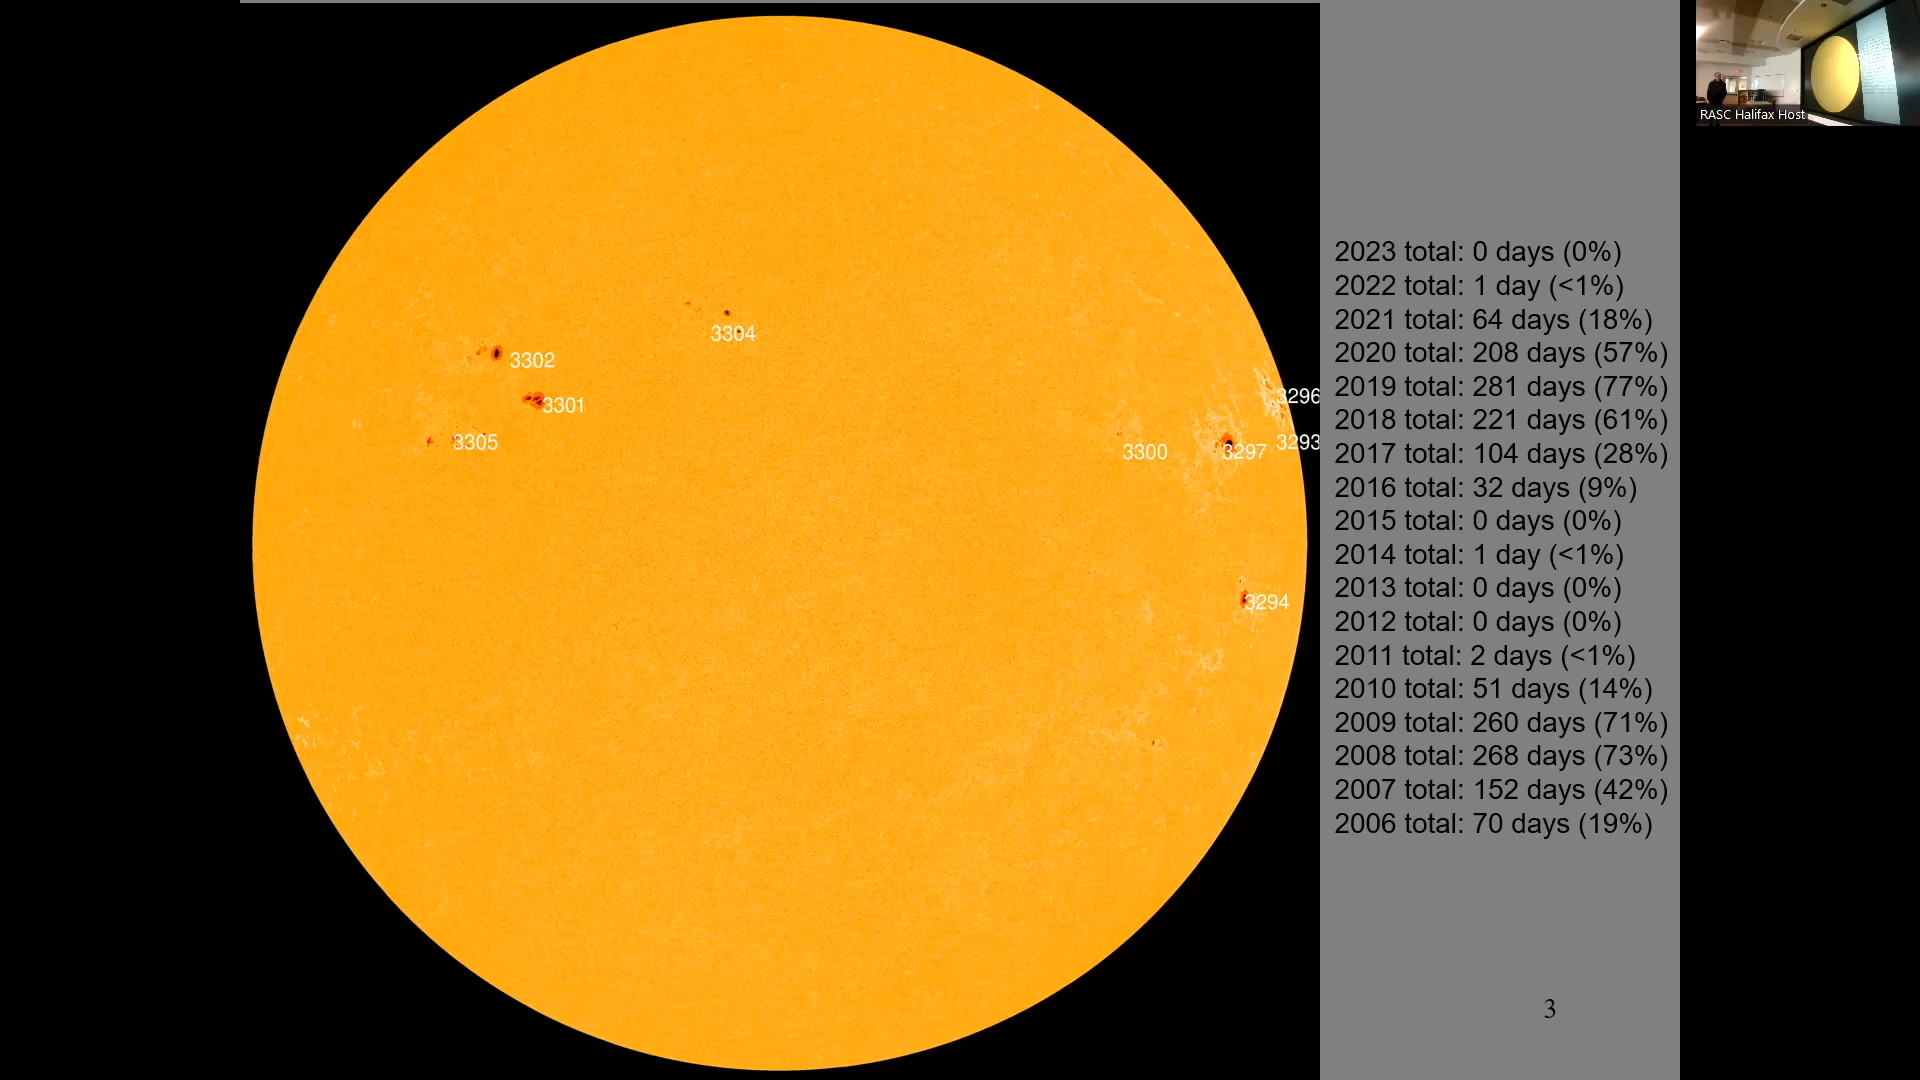 RASC Halifax Host
3304
3302
3301
3305
3296
3293
3300
3297
3294
2023 total: 0 days (0%)
2022 total: 1 day (<1%)
2021 total: 64 days (18%)
2020 total: 208 days (57%)
2019 total: 281 days (77%)
2018 total: 221 days (61%)
2017 total: 104 days (28%)
2016 total: 32 days (9%)
2015 total: 0 days (0%)
2014 total: 1 day (<1%)
2013 total: 0 days (0%)
2012 total: 0 days (0%)
2011 total: 2 days (<1%)
2010 total: 51 days (14%)
2009 total: 260 days (71%)
2008 total: 268 days (73%)
2007 total: 152 days (42%)
2006 total: 70 days (19%)
3